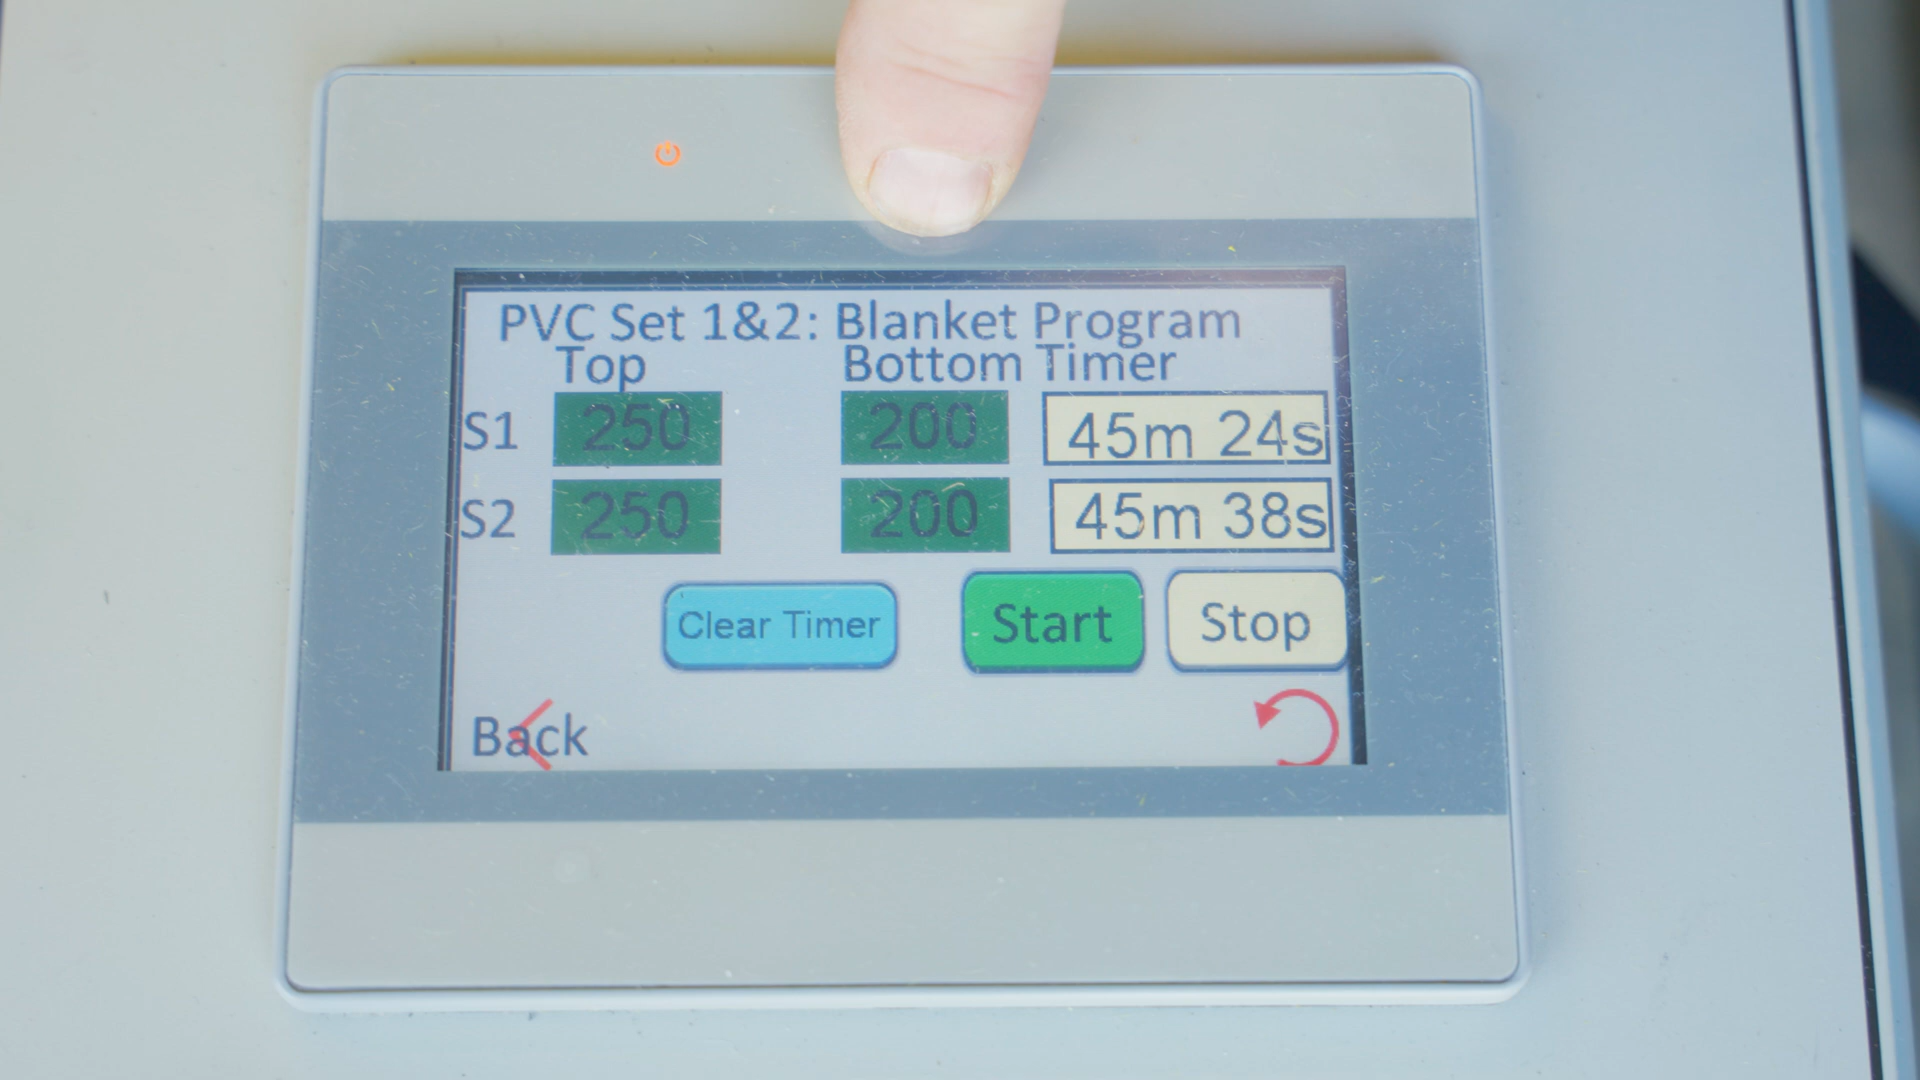 PVC Set 1&2: Blanket Program
Top Bottom Timer
S1 250 200 45m 24s
S2 250 200 45m 38s
Clear Timer Start Stop
Back